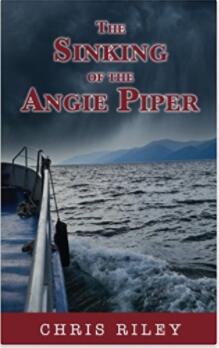 THE
SINKING
OF THE
ANGIE PIPER
CHRIS RILEY